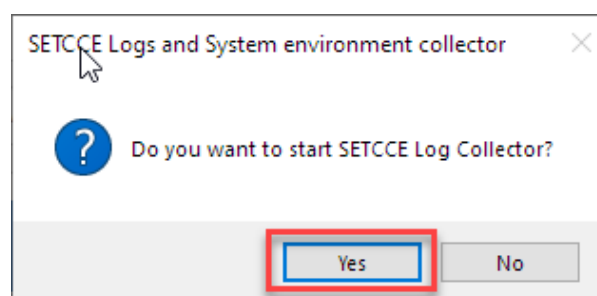 SETCCE Logs and System environment collector
Do you want to start SETCCE Log Collector?
Yes
No